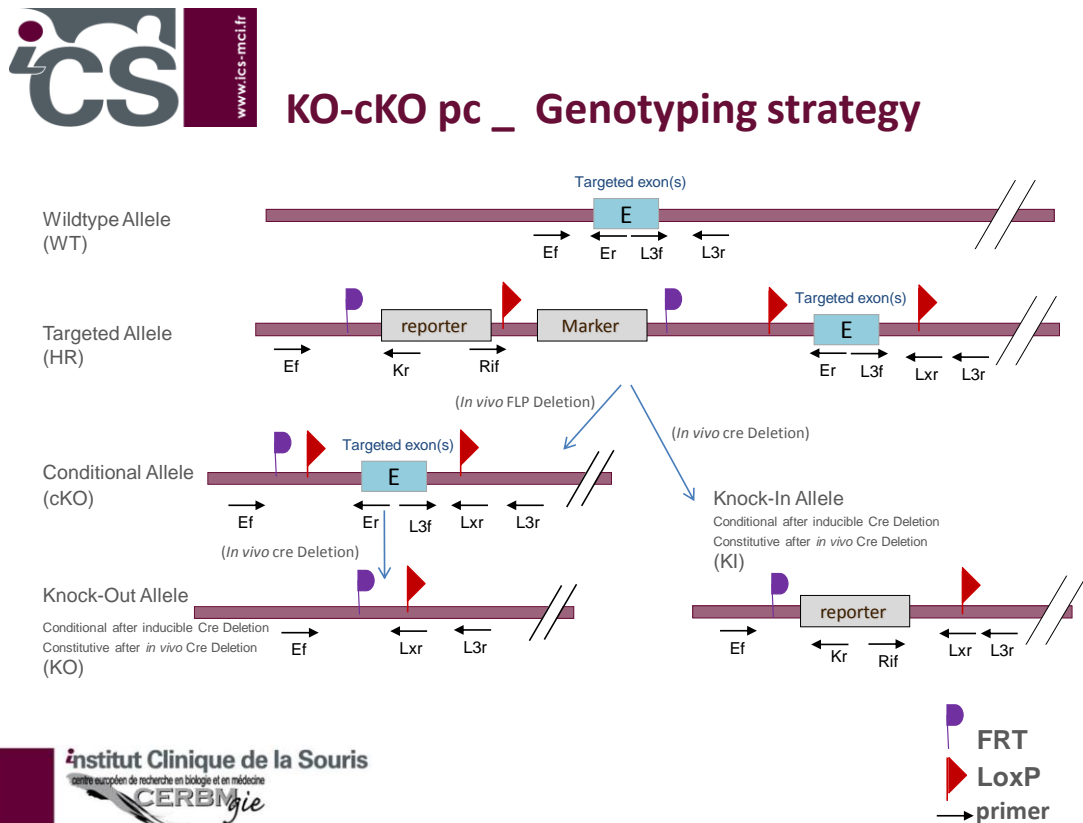 iCS
www.ics-mci.fr
KO-cKO pc _ Genotyping strategy
Targeted exon(s)
Wildtype Allele
(WT)
E
Ef Er L3f L3r
Targeted exon(s)
Targeted Allele
(HR)
reporter Marker E
Ef Kr Rif Er L3f Lxr L3r
(In vivo FLP Deletion)
(In vivo cre Deletion)
Targeted exon(s)
Conditional Allele
(cKO)
E
Ef Er L3f Lxr L3r
(In vivo cre Deletion)
Knock-In Allele
Conditional after inducible Cre Deletion
Constitutive after in vivo Cre Deletion
(KI)
Knock-Out Allele
Conditional after inducible Cre Deletion
Constitutive after in vivo Cre Deletion
(KO)
Ef Lxr L3r
reporter
Ef Kr Rif Lxr L3r
institut Clinique de la Souris
centre européen de recherche en biologie et en médecine
CERBM gie
FRT
LoxP
primer